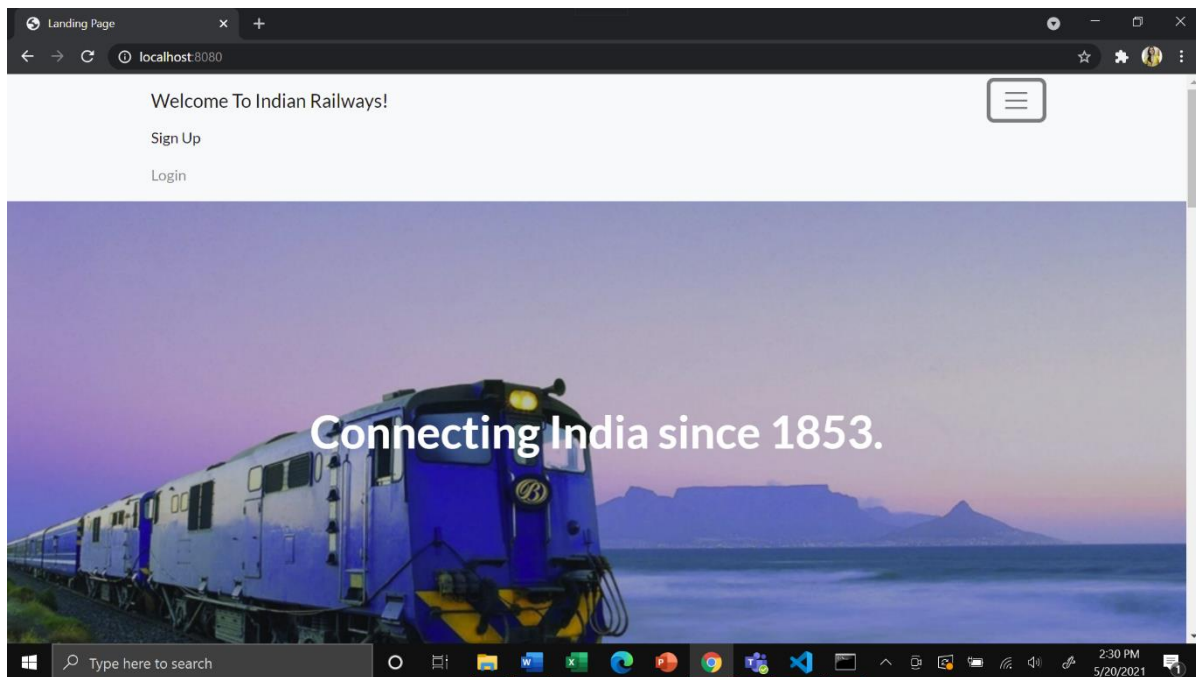 Landing Page
localhost:8080
Welcome To Indian Railways!
Sign Up
Login
Connecting India since 1853.
B
Type here to search
2:30 PM
5/20/2021
1